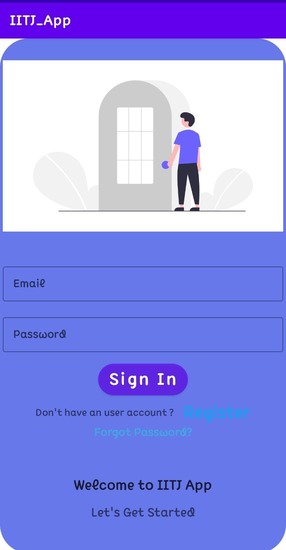 IITJ_App
Email
Password
Sign In
Don't have an user account ? Register
Forgot Password?
Welcome to IITJ App
Let's Get Started